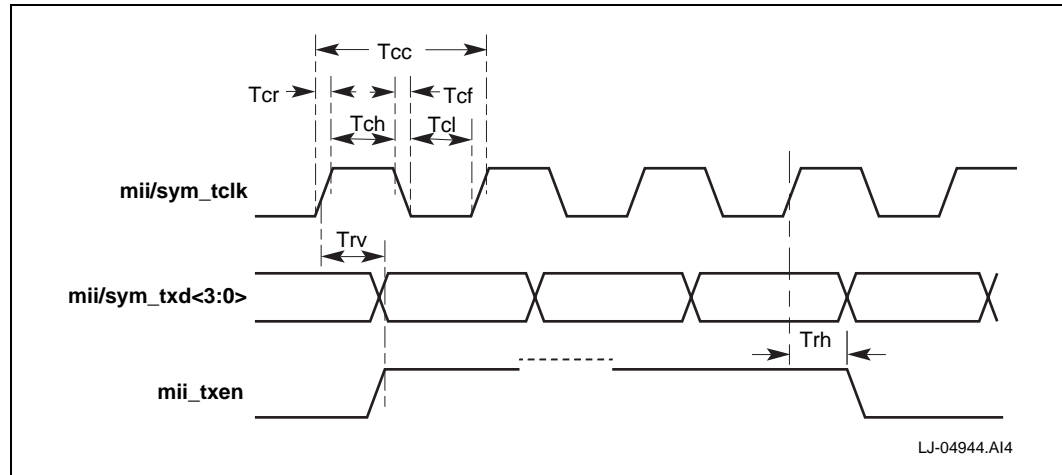 Tcc
Tcr
Tcf
Tch
Tcl
mii/sym_tclk
Trv
mii/sym_txd<3:0>
Trh
mii_txen
LJ-04944.AI4